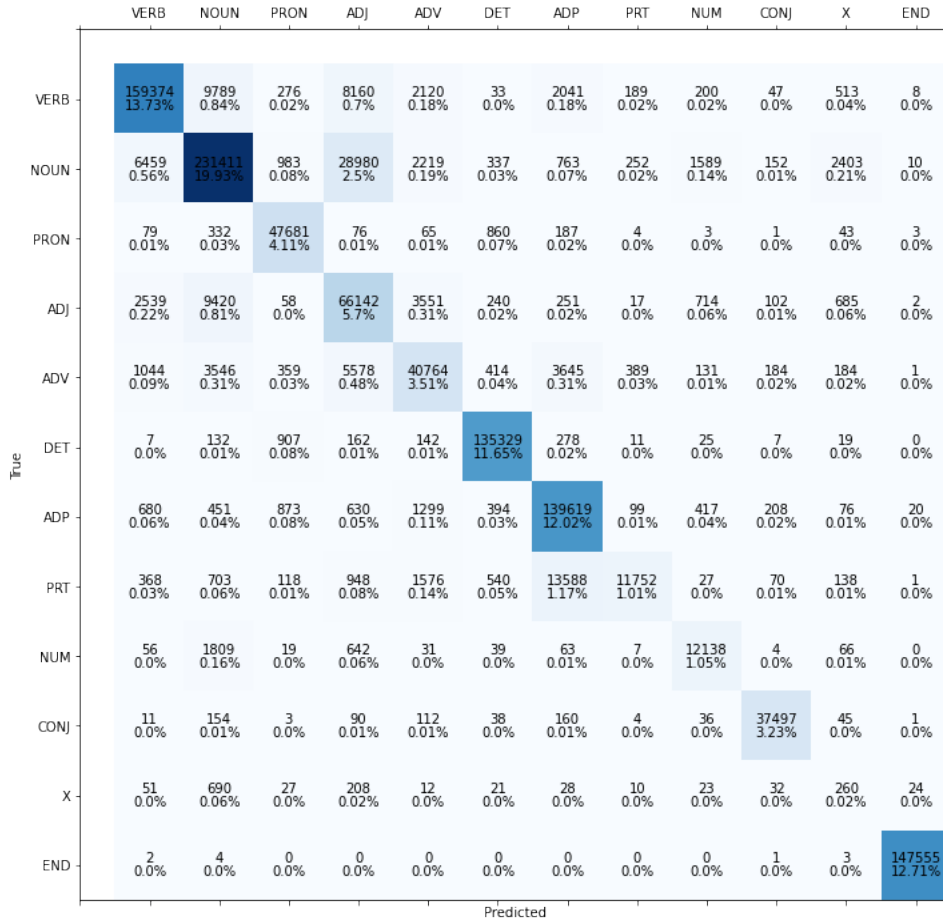 VERB NOUN PRON ADJ ADV DET ADP PRT NUM CONJ X END
VERB 159374 9789 276 8160 2120 33 2041 189 200 47 513 8
13.73% 0.84% 0.02% 0.7% 0.18% 0.0% 0.18% 0.02% 0.02% 0.0% 0.04% 0.0%
NOUN 6459 231411 983 28980 2219 337 763 252 1589 152 2403 10
0.56% 19.93% 0.08% 2.5% 0.19% 0.03% 0.07% 0.02% 0.14% 0.01% 0.21% 0.0%
PRON 79 332 47681 76 65 860 187 4 3 1 43 3
0.01% 0.03% 4.11% 0.01% 0.01% 0.07% 0.02% 0.0% 0.0% 0.0% 0.0% 0.0%
ADJ 2539 9420 58 66142 3551 240 251 17 714 102 685 2
0.22% 0.81% 0.0% 5.7% 0.31% 0.02% 0.02% 0.0% 0.06% 0.01% 0.06% 0.0%
ADV 1044 3546 359 5578 40764 414 3645 389 131 184 184 1
0.09% 0.31% 0.03% 0.48% 3.51% 0.04% 0.31% 0.03% 0.01% 0.02% 0.02% 0.0%
DET 7 132 907 162 142 135329 278 11 25 7 19 0
0.0% 0.01% 0.08% 0.01% 0.01% 11.65% 0.02% 0.0% 0.0% 0.0% 0.0% 0.0%
True
ADP 680 451 873 630 1299 394 139619 99 417 208 76 20
0.06% 0.04% 0.08% 0.05% 0.11% 0.03% 12.02% 0.01% 0.04% 0.02% 0.01% 0.0%
PRT 368 703 118 948 1576 540 13588 11752 27 70 138 1
0.03% 0.06% 0.01% 0.08% 0.14% 0.05% 1.17% 1.01% 0.0% 0.01% 0.01% 0.0%
NUM 56 1809 19 642 31 39 63 7 12138 4 66 0
0.0% 0.16% 0.0% 0.06% 0.0% 0.0% 0.01% 0.0% 1.05% 0.0% 0.01% 0.0%
CONJ 11 154 3 90 112 38 160 4 36 37497 45 1
0.0% 0.01% 0.0% 0.01% 0.01% 0.0% 0.01% 0.0% 0.0% 3.23% 0.0% 0.0%
X 51 690 27 208 12 21 28 10 23 32 260 24
0.0% 0.06% 0.0% 0.02% 0.0% 0.0% 0.0% 0.0% 0.0% 0.0% 0.02% 0.0%
END 2 4 0 0 0 0 0 0 0 1 3 147555
0.0% 0.0% 0.0% 0.0% 0.0% 0.0% 0.0% 0.0% 0.0% 0.0% 0.0% 12.71%
Predicted